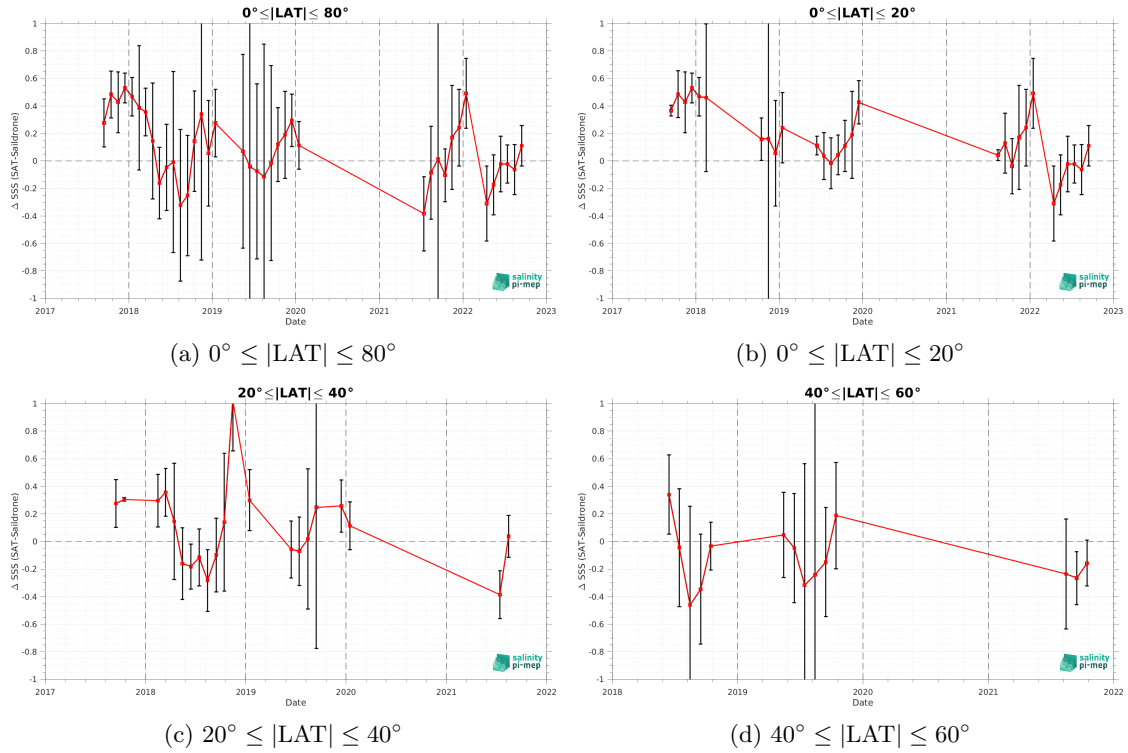 0°≤|LAT|≤ 80°
Δ SSS (SAT-Saildrone)
1
0.8
0.6
0.4
0.2
0
-0.2
-0.4
-0.6
-0.8
-1
salinity
pi-mep
2017 2018 2019 2020 2021 2022 2023
Date
(a) 0° ≤ |LAT| ≤ 80°
0°≤|LAT|≤ 20°
Δ SSS (SAT-Saildrone)
1
0.8
0.6
0.4
0.2
0
-0.2
-0.4
-0.6
-0.8
-1
salinity
pi-mep
2017 2018 2019 2020 2021 2022 2023
Date
(b) 0° ≤ |LAT| ≤ 20°
20°≤|LAT|≤ 40°
Δ SSS (SAT-Saildrone)
1
0.8
0.6
0.4
0.2
0
-0.2
-0.4
-0.6
-0.8
-1
salinity
pi-mep
2017 2018 2019 2020 2021 2022
Date
(c) 20° ≤ |LAT| ≤ 40°
40°≤|LAT|≤ 60°
Δ SSS (SAT-Saildrone)
1
0.8
0.6
0.4
0.2
0
-0.2
-0.4
-0.6
-0.8
-1
salinity
pi-mep
2018 2019 2020 2021 2022
Date
(d) 40° ≤ |LAT| ≤ 60°